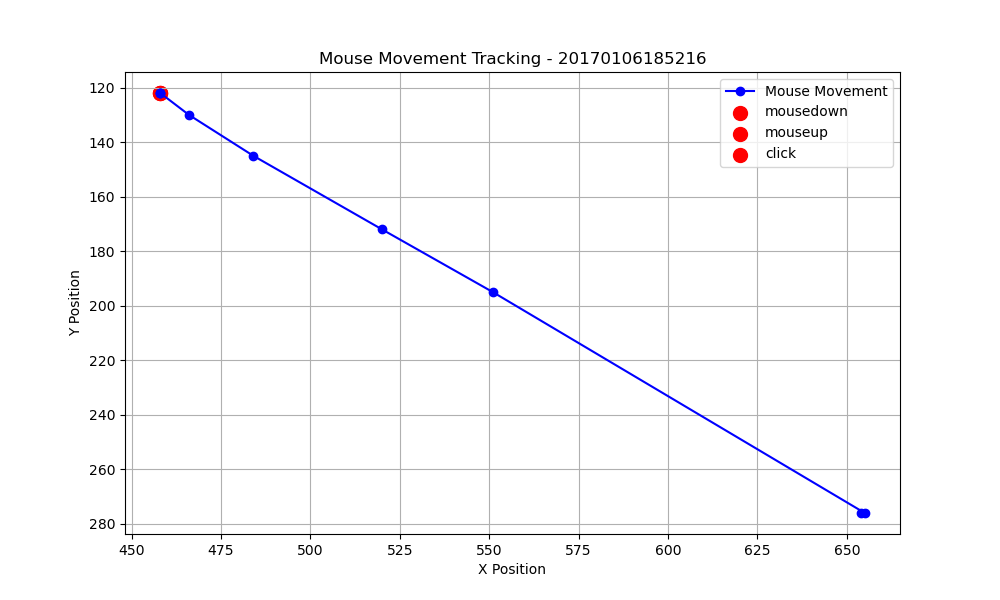 Mouse Movement Tracking - 20170106185216
Mouse Movement
mousedown
mouseup
click
120
140
160
180
200
220
240
260
280
Y Position
450
475
500
525
550
575
600
625
650
X Position